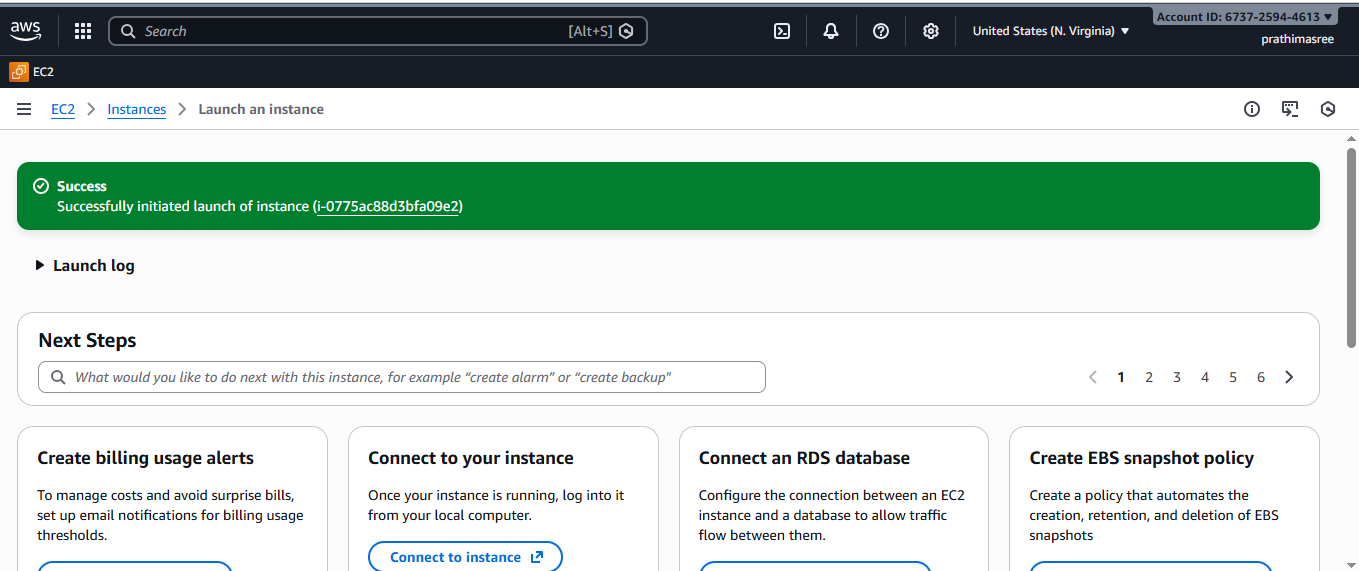 aws
Search [Alt+S]
United States (N. Virginia)
Account ID: 6737-2594-4613
prathimasree
EC2
EC2 Instances Launch an instance
Success
Successfully initiated launch of instance (i-0775ac88d3bfa09e2)
Launch log
Next Steps
What would you like to do next with this instance, for example “create alarm” or “create backup”
1 2 3 4 5 6
Create billing usage alerts
To manage costs and avoid surprise bills,
set up email notifications for billing usage
thresholds.
Connect to your instance
Once your instance is running, log into it
from your local computer.
Connect to instance
Connect an RDS database
Configure the connection between an EC2
instance and a database to allow traffic
flow between them.
Create EBS snapshot policy
Create a policy that automates the
creation, retention, and deletion of EBS
snapshots